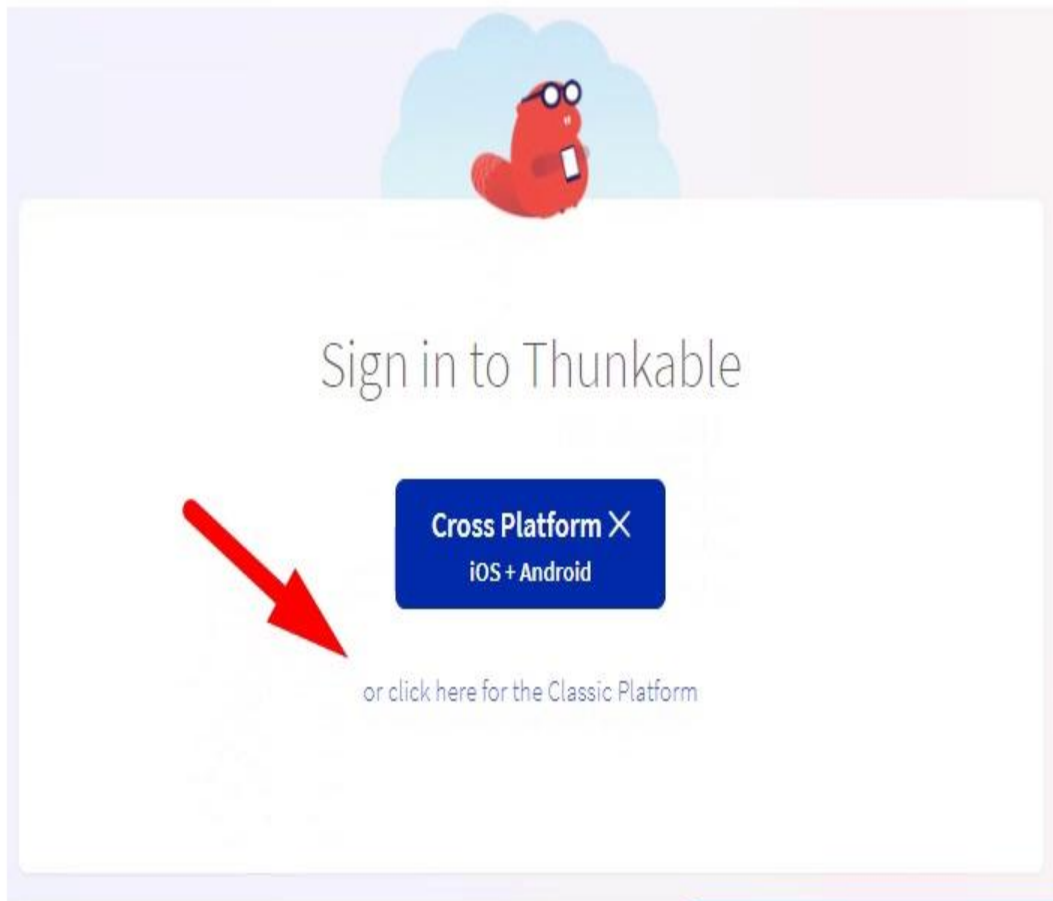 Sign in to Thunkable
Cross Platform X
iOS + Android
or click here for the Classic Platform